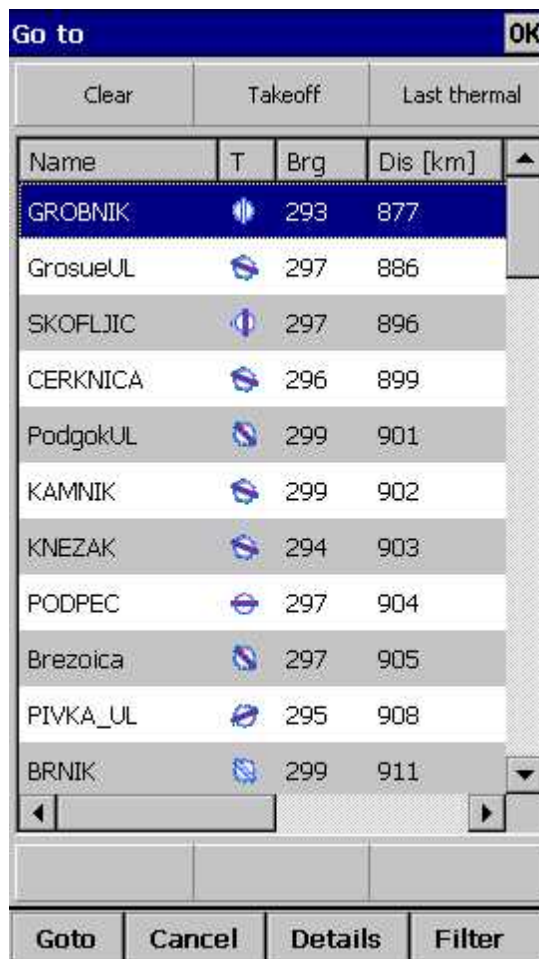 Go to OK
Clear Takeoff Last thermal
Name T Brg Dis [km]
GROBNIK 293 877
GrosueUL 297 886
SKOFLJIC 297 896
CERKNICA 296 899
PodgokUL 299 901
KAMNIK 299 902
KNEZAK 294 903
PODPEC 297 904
Brezoica 297 905
PIVKA_UL 295 908
BRNIK 299 911
Goto Cancel Details Filter